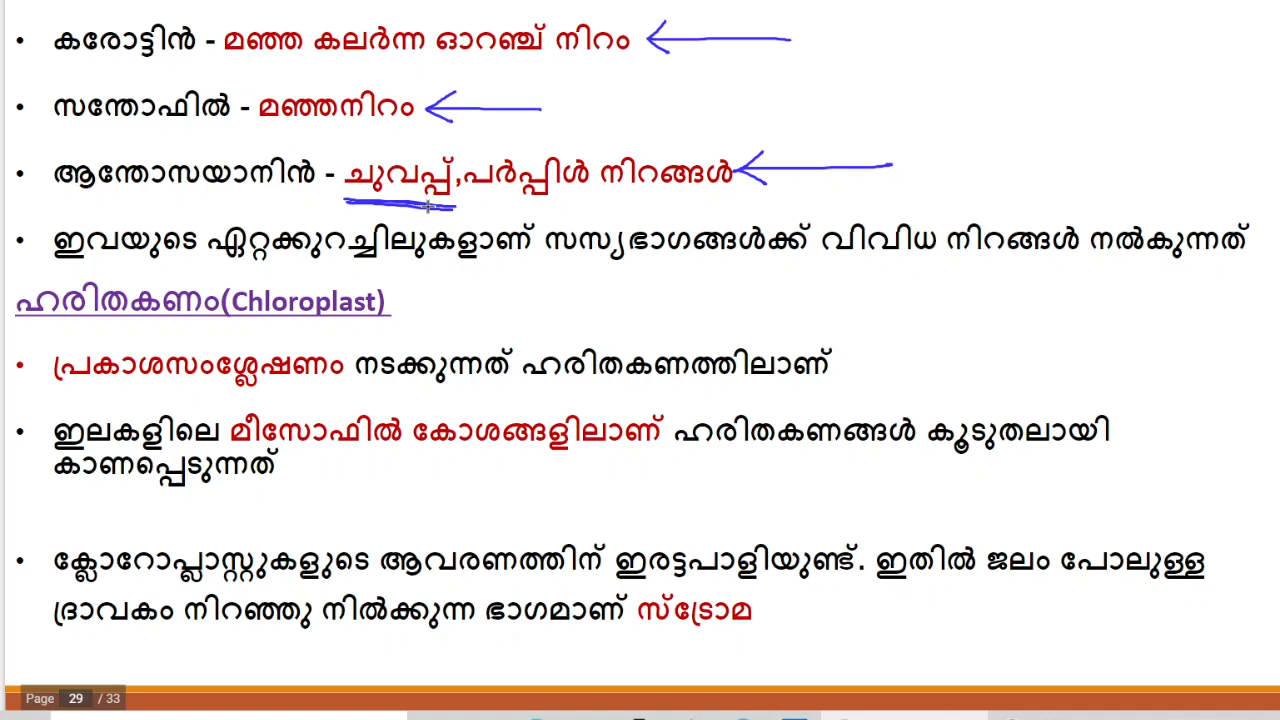 • കരോട്ടിൻ - മഞ്ഞ കലർന്ന ഓറഞ്ച് നിറം
• സന്തോഫിൽ - മഞ്ഞനിറം
• ആന്തോസയാനിൻ - ചുവപ്പ്,പർപ്പിൾ നിറങ്ങൾ
• ഇവയുടെ ഏറ്റക്കുറച്ചിലുകളാണ് സസ്യഭാഗങ്ങൾക്ക് വിവിധ നിറങ്ങൾ നൽകുന്നത്
ഹരിതകണം(Chloroplast)
• പ്രകാശസംശ്ലേഷണം നടക്കുന്നത് ഹരിതകണത്തിലാണ്
• ഇലകളിലെ മീസോഫിൽ കോശങ്ങളിലാണ് ഹരിതകണങ്ങൾ കൂടുതലായി
കാണപ്പെടുന്നത്
• ക്ലോറോപ്ലാസ്റ്റുകളുടെ ആവരണത്തിന് ഇരട്ടപാളിയുണ്ട്. ഇതിൽ ജലം പോലുള്ള
ദ്രാവകം നിറഞ്ഞു നിൽക്കുന്ന ഭാഗമാണ് സ്ട്രോമ
Page 29 / 33